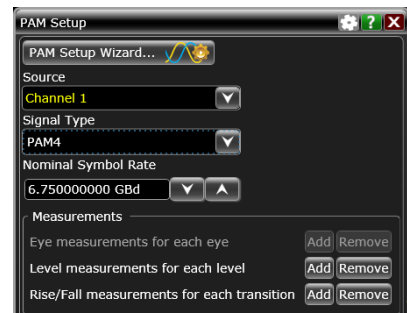 PAM Setup ? X
PAM Setup Wizard...
Source
Channel 1
Signal Type
PAM4
Nominal Symbol Rate
6.750000000 GBd
Measurements
Eye measurements for each eye Add Remove
Level measurements for each level Add Remove
Rise/Fall measurements for each transition Add Remove